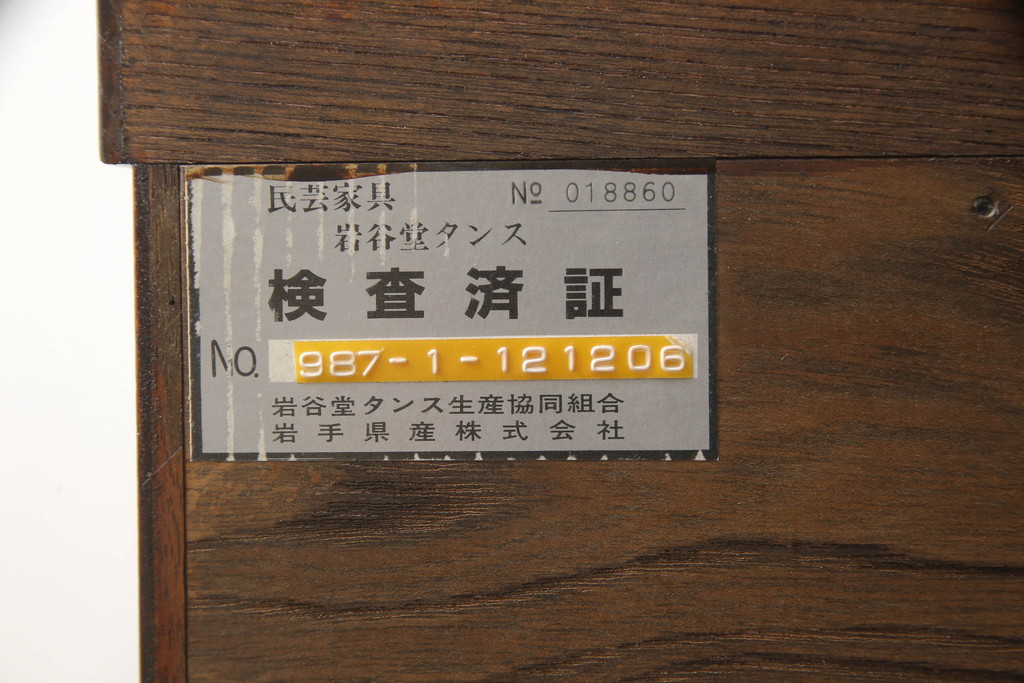 民芸家具 Nº 018860
岩谷堂タンス
検査済証
No. 987-1-121206
岩谷堂タンス生産協同組合
岩手県産株式会社